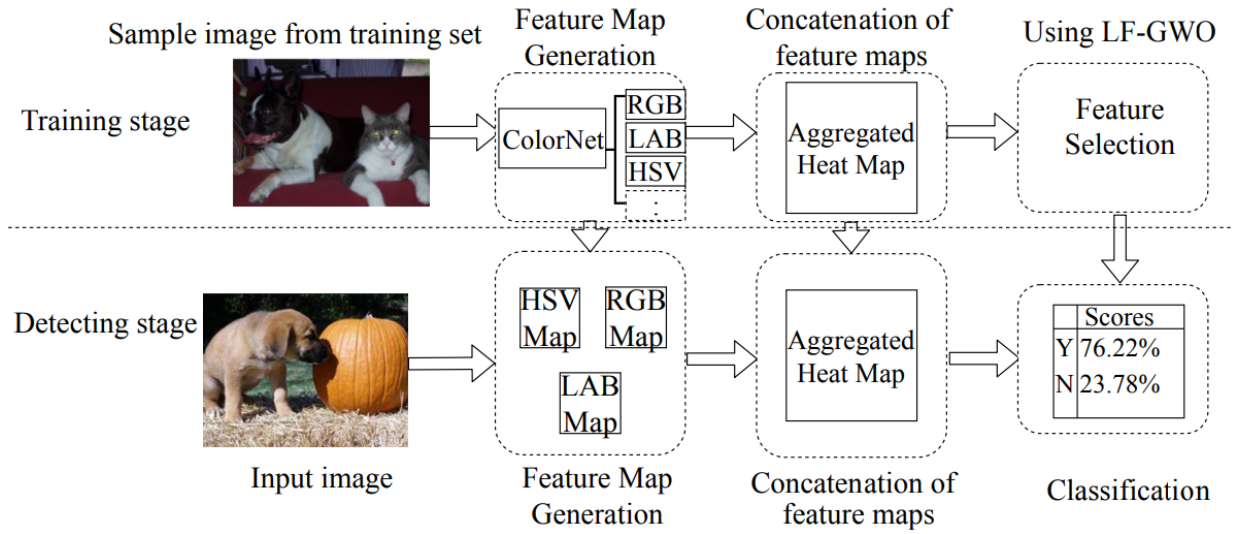 Sample image from training set
Feature Map
Generation
Concatenation of
feature maps
Using LF-GWO
Training stage
ColorNet
RGB
LAB
HSV
:
Aggregated
Heat Map
Feature
Selection
Detecting stage
HSV
Map
RGB
Map
LAB
Map
Aggregated
Heat Map
Scores
Y 76.22%
N 23.78%
Input image
Feature Map
Generation
Concatenation of
feature maps
Classification